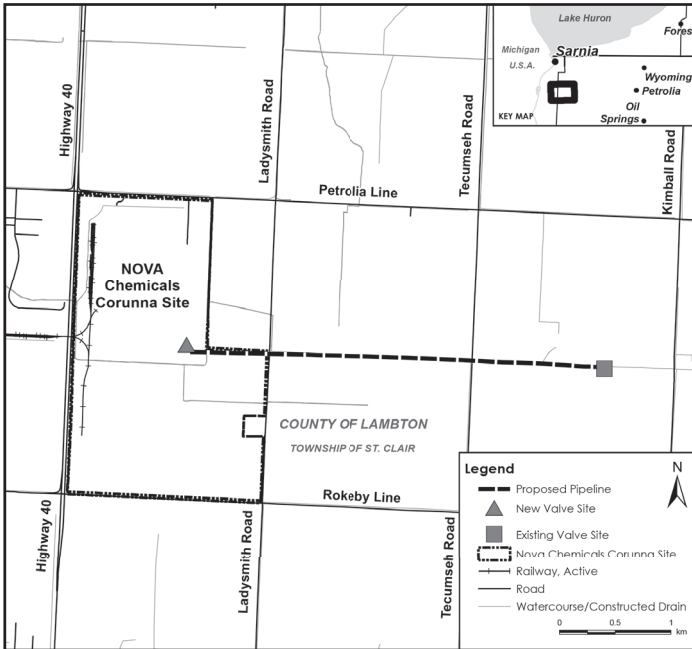 Lake Huron
Fores
Michigan
U.S.A.
Sarnia
Wyoming
Petrolia
Oil
Springs
KEY MAP
Highway 40
Ladysmith Road
Tecumseh Road
Kimball Road
Petrolia Line
NOVA
Chemicals
Corunna Site
COUNTY OF LAMBTON
TOWNSHIP OF ST. CLAIR
Rokeby Line
Highway 40
Ladysmith Road
Tecumseh Road
Legend
N
Proposed Pipeline
New Valve Site
Existing Valve Site
Nova Chemicals Corunna Site
Railway, Active
Road
Watercourse/Constructed Drain
0 0.5 1
km